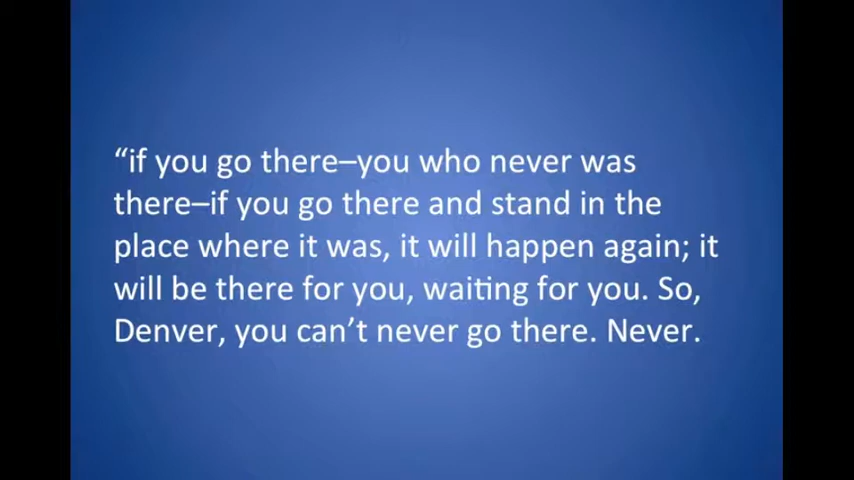 “if you go there–you who never was
there–if you go there and stand in the
place where it was, it will happen again; it
will be there for you, waiting for you. So,
Denver, you can’t never go there. Never.